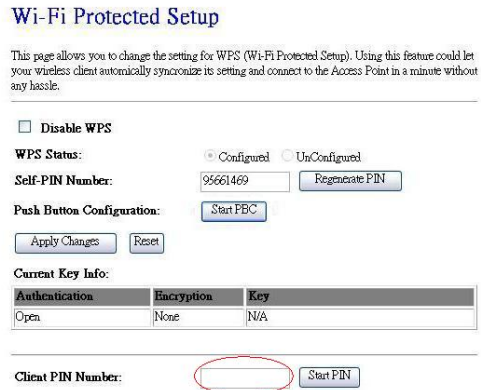 Wi-Fi Protected Setup
This page allows you to change the setting for WPS (Wi-Fi Protected Setup). Using this feature could let
your wireless client automically syncronize its setting and connect to the Access Point in a minute without
any hassle.
Disable WPS
WPS Status: Configured UnConfigured
Self-PIN Number: 95661469 Regenerate PIN
Push Button Configuration: Start PBC
Apply Changes Reset
Current Key Info:
Authentication Encryption Key
Open None N/A
Client PIN Number: Start PIN